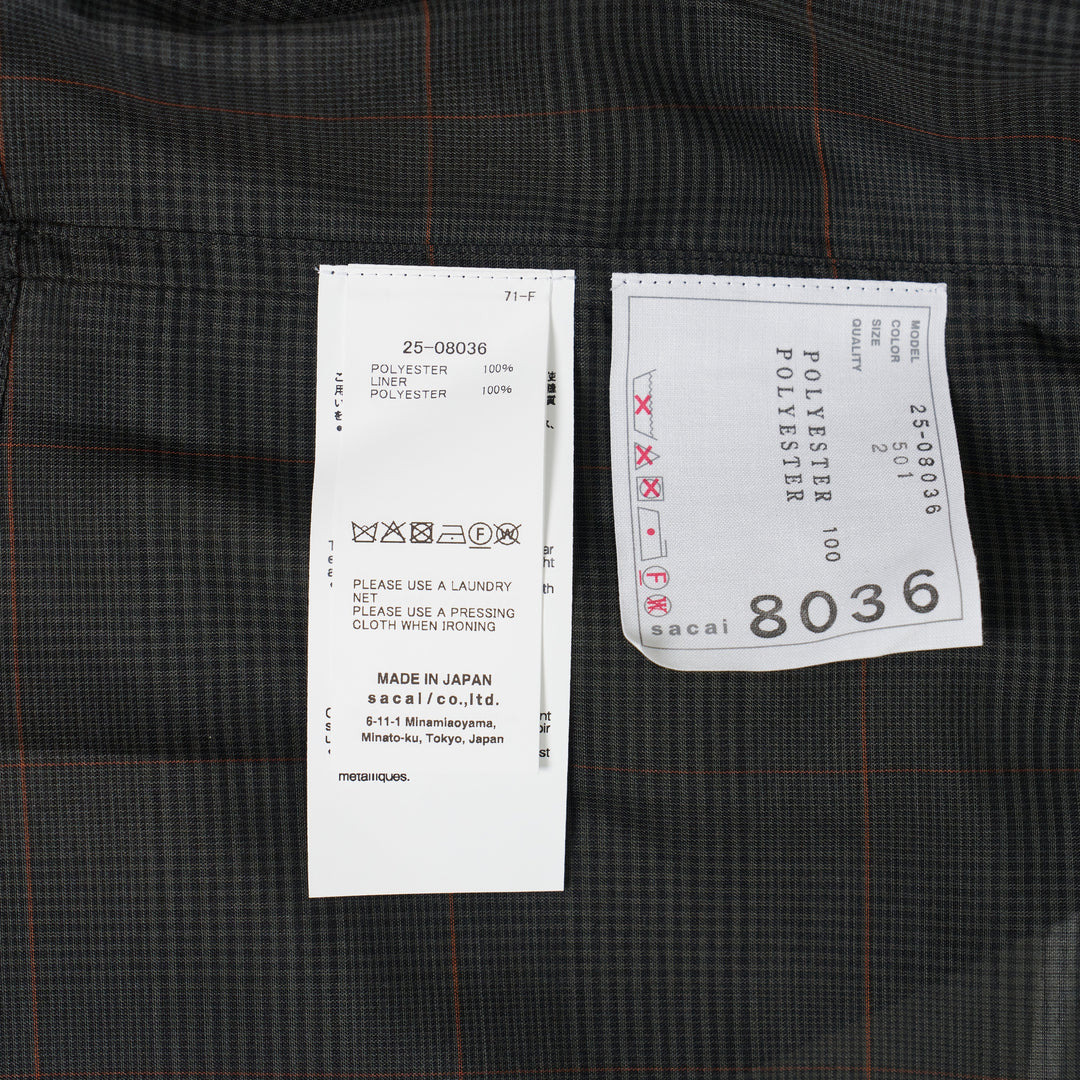 71-F
25-08036
POLYESTER 100%
LINER
POLYESTER 100%
PLEASE USE A LAUNDRY
NET
PLEASE USE A PRESSING
CLOTH WHEN IRONING
MADE IN JAPAN
sacai/co.,ltd.
6-11-1 Minamiaoyama,
Minato-ku, Tokyo, Japan
metalliques.
MODEL 25-08036
COLOR 501
SIZE 2
QUALITY
POLYESTER 100
POLYESTER
sacai 8036